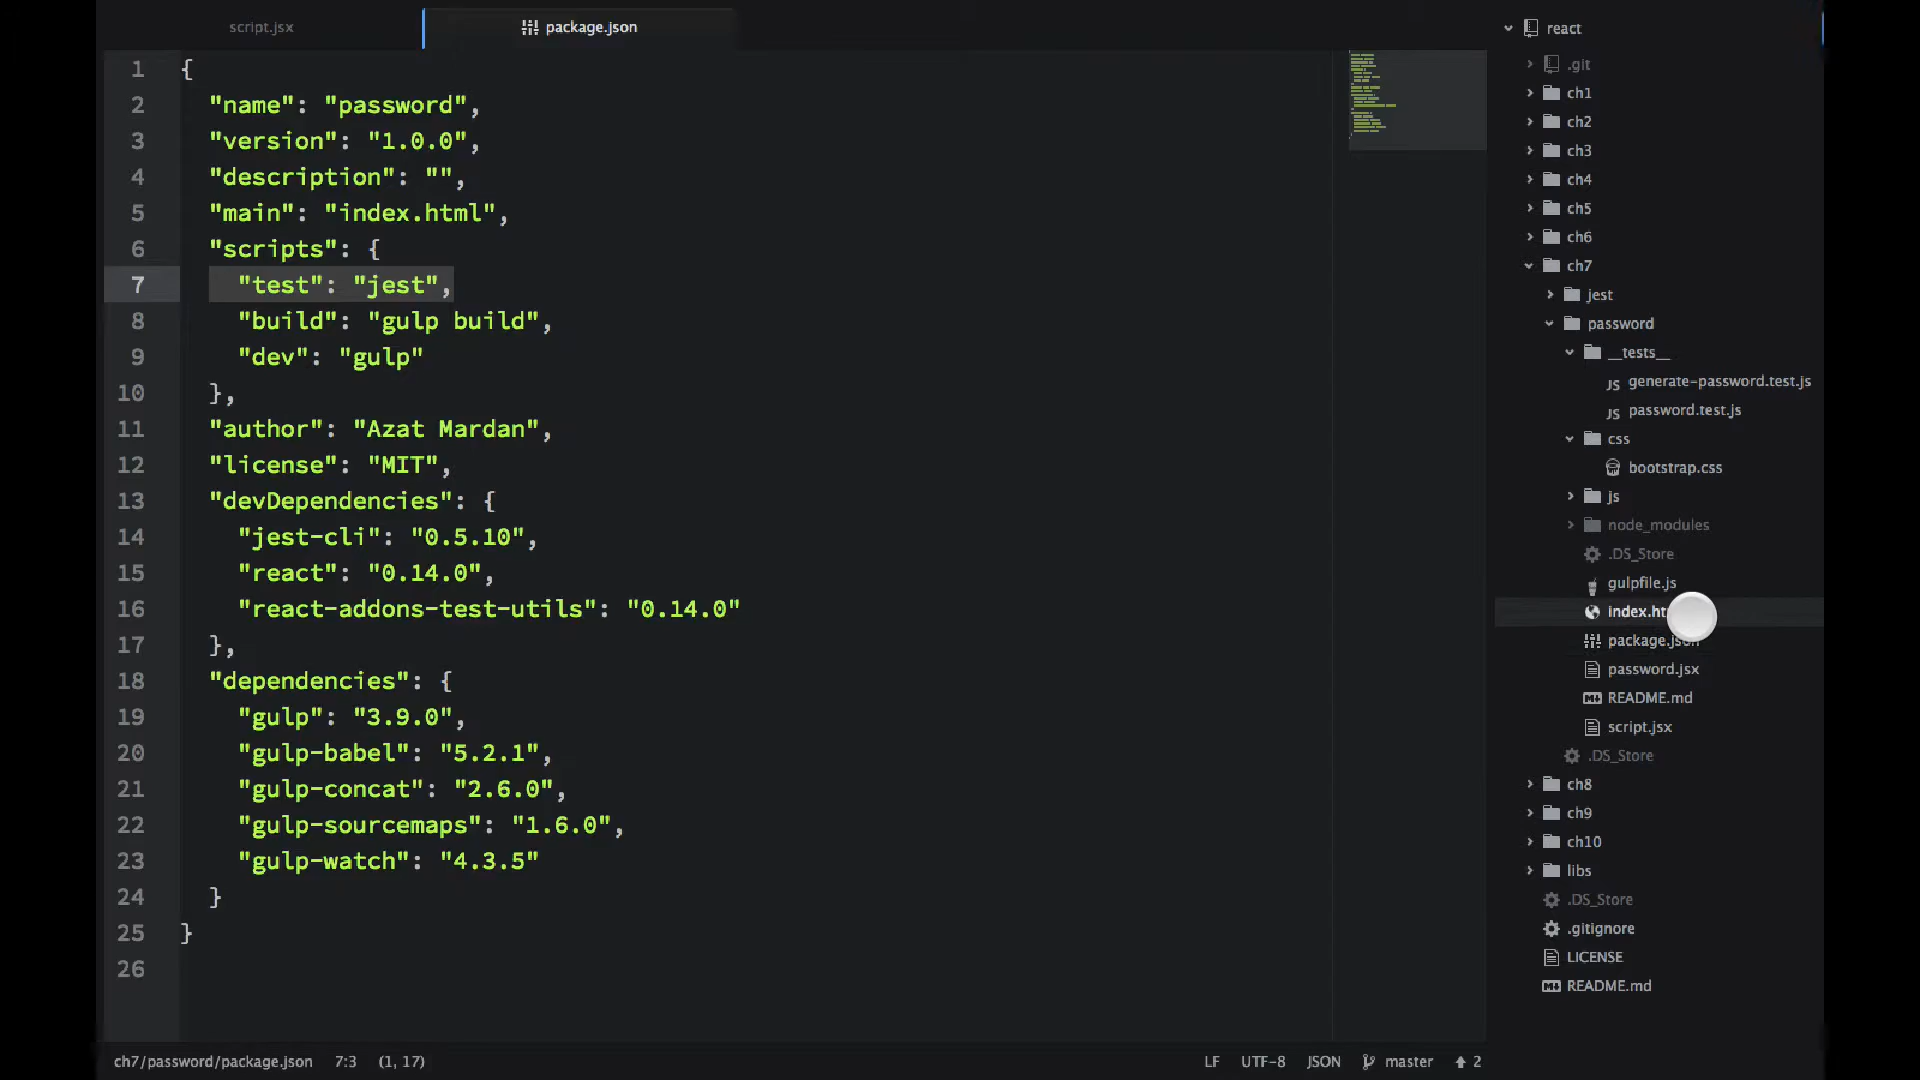 script.jsx
package.json
1 {
2 "name": "password",
3 "version": "1.0.0",
4 "description": "",
5 "main": "index.html",
6 "scripts": {
7 "test": "jest",
8 "build": "gulp build",
9 "dev": "gulp"
10 },
11 "author": "Azat Mardan",
12 "license": "MIT",
13 "devDependencies": {
14 "jest-cli": "0.5.10",
15 "react": "0.14.0",
16 "react-addons-test-utils": "0.14.0"
17 },
18 "dependencies": {
19 "gulp": "3.9.0",
20 "gulp-babel": "5.2.1",
21 "gulp-concat": "2.6.0",
22 "gulp-sourcemaps": "1.6.0",
23 "gulp-watch": "4.3.5"
24 }
25 }
26
react
.git
ch1
ch2
ch3
ch4
ch5
ch6
ch7
jest
password
__tests__
generate-password.test.js
password.test.js
css
bootstrap.css
js
node_modules
.DS_Store
gulpfile.js
index.ht
package.json
password.jsx
README.md
script.jsx
.DS_Store
ch8
ch9
ch10
libs
.DS_Store
.gitignore
LICENSE
README.md
ch7/password/package.json 7:3 (1, 17)
LF UTF-8 JSON master 2